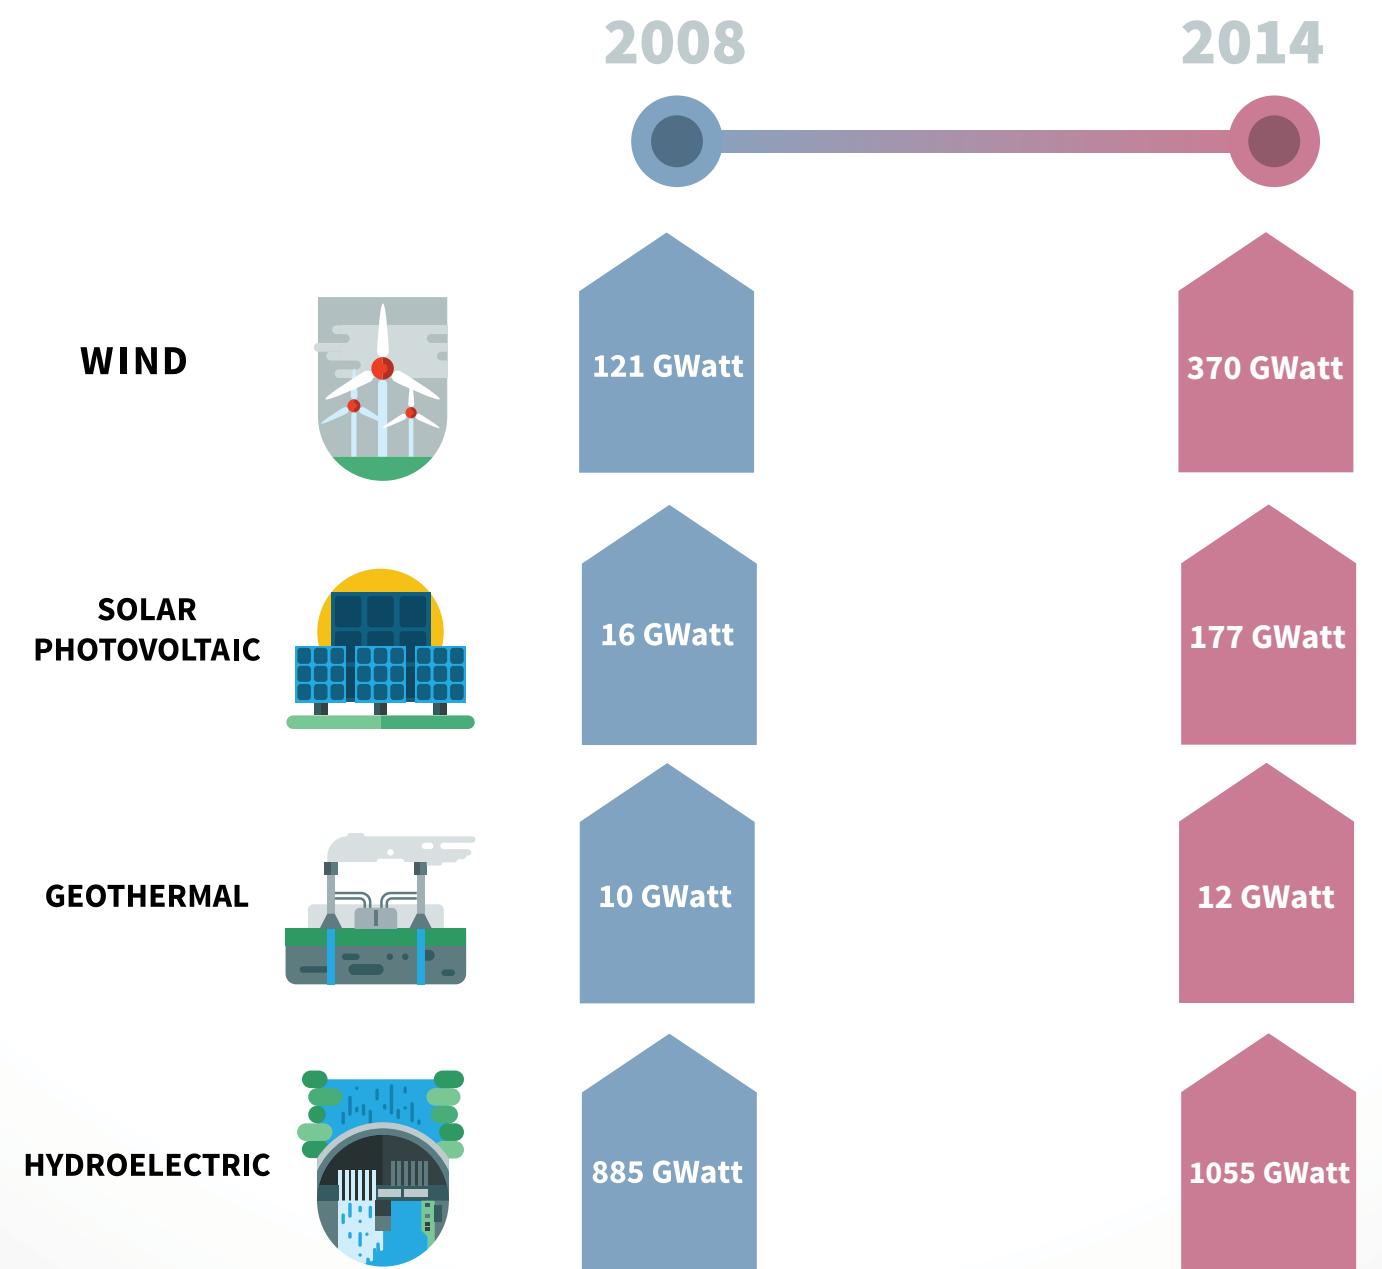 2008
2014
WIND
121 GWatt
370 GWatt
SOLAR
PHOTOVOLTAIC
16 GWatt
177 GWatt
GEOTHERMAL
10 GWatt
12 GWatt
HYDROELECTRIC
885 GWatt
1055 GWatt